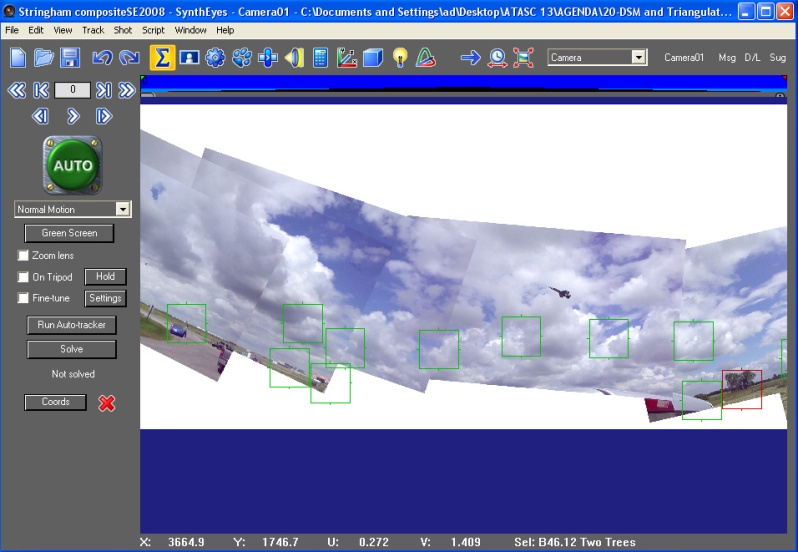 Stringham compositeSE2008 - SynthEyes - Camera01 - C:\Documents and Settings\ad\Desktop\ATASC 13\AGENDA\20-DSM and Triangulat...
File Edit View Track Shot Script Window Help
Camera Camera01 Msg D/L Sug
0
AUTO
Normal Motion
Green Screen
Zoom lens
On Tripod Hold
Fine-tune Settings
Run Auto-tracker
Solve
Not solved
Coords
X: 3664.9 Y: 1746.7 U: 0.272 V: 1.409 Sel: B46.12 Two Trees